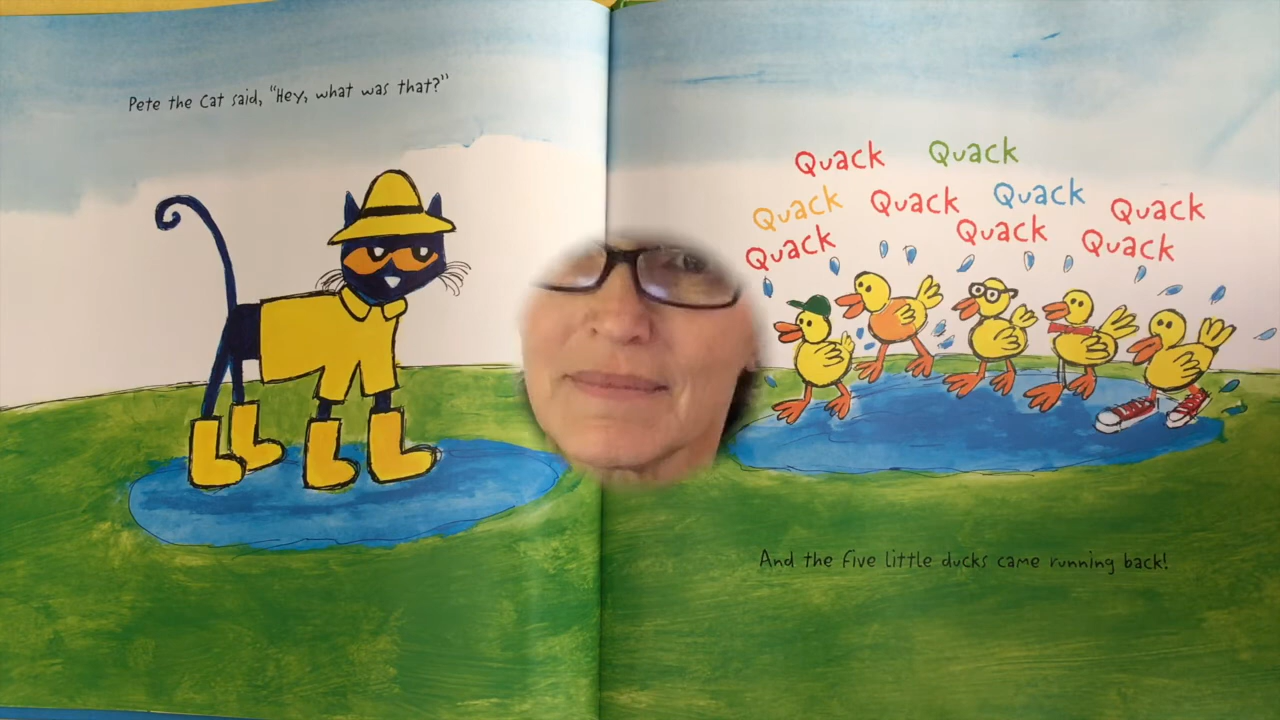 Pete the Cat said, "Hey, what was that?"
Quack Quack
Quack Quack Quack Quack
Quack Quack Quack
And the five little ducks came running back!